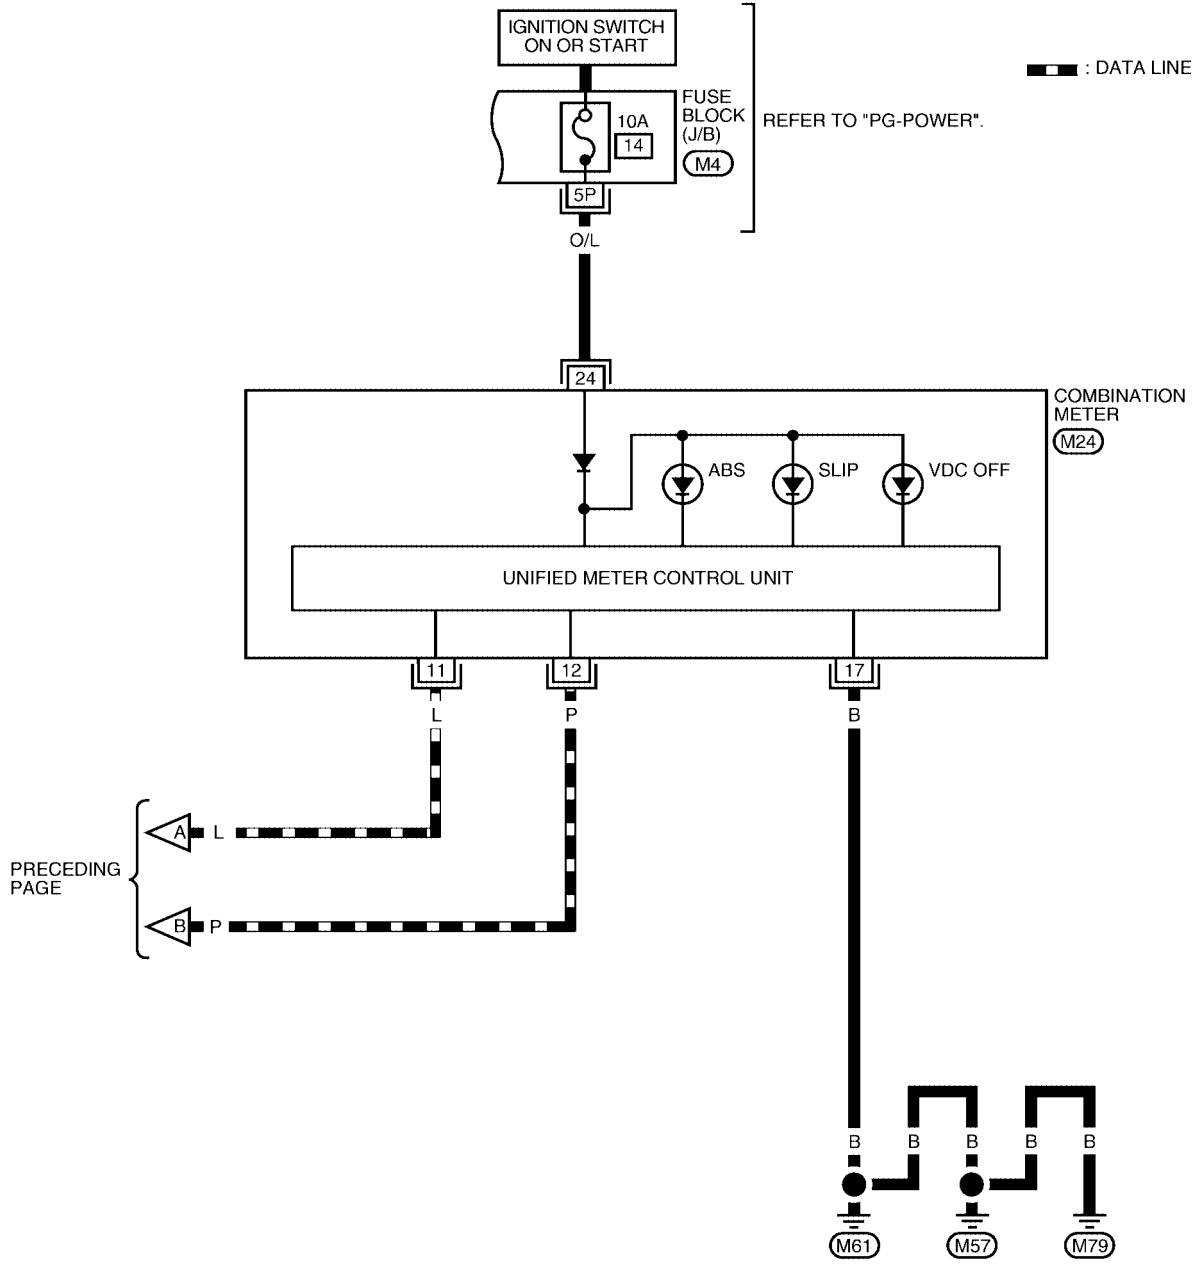 IGNITION SWITCH
ON OR START
: DATA LINE
FUSE
BLOCK
(J/B)
M4
10A
14
REFER TO "PG-POWER".
5P
O/L
24
COMBINATION
METER
M24
ABS
SLIP
VDC OFF
UNIFIED METER CONTROL UNIT
11
12
17
L
P
B
A
L
PRECEDING
PAGE
B
P
B
B
B
B
B
M61
M57
M79